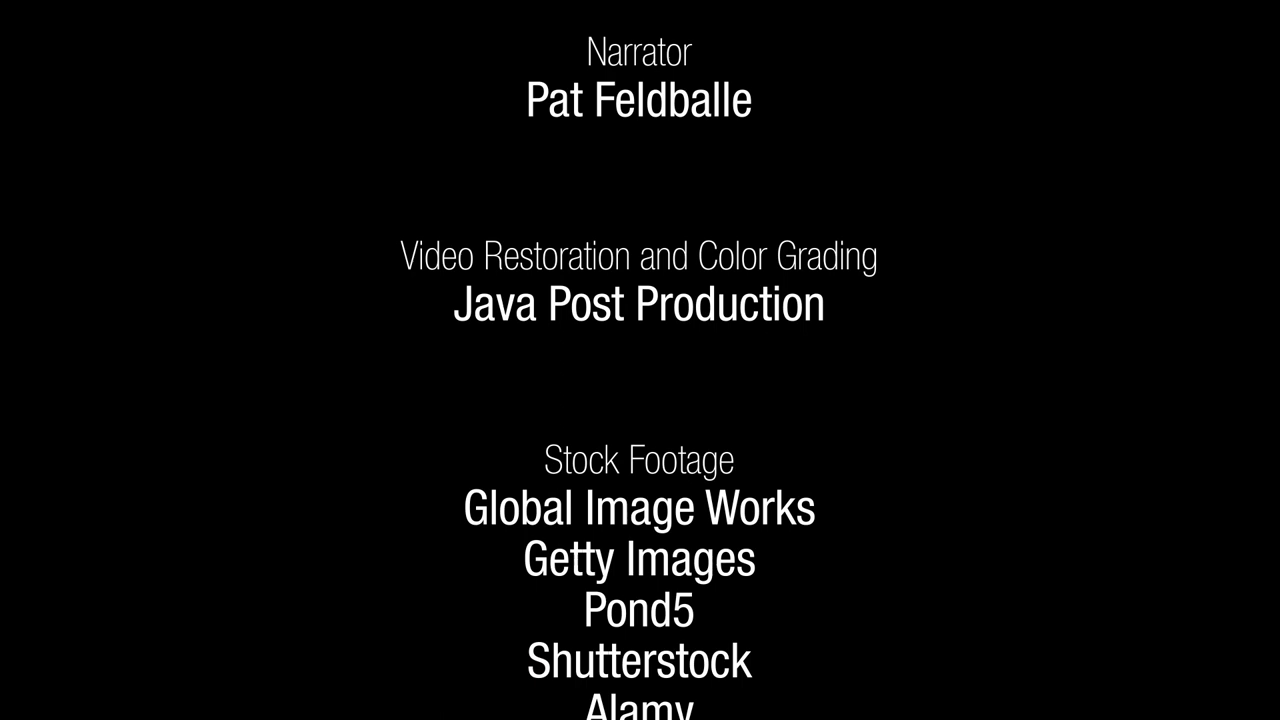 Narrator
Pat Feldballe
Video Restoration and Color Grading
Java Post Production
Stock Footage
Global Image Works
Getty Images
Pond5
Shutterstock
Alamy